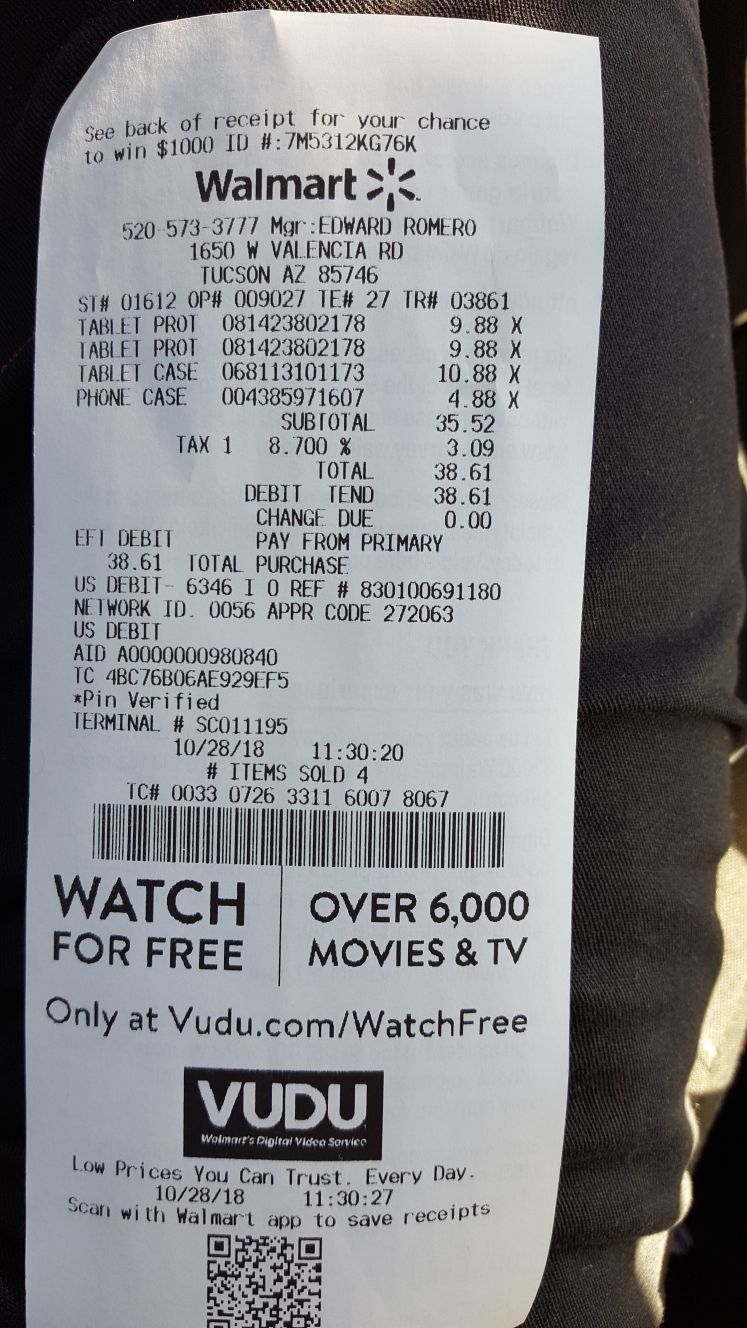 See back of receipt for your chance
to win $1000 ID #:7M5312KG76K
Walmart
520-573-3777 Mgr:EDWARD ROMERO
1650 W VALENCIA RD
TUCSON AZ 85746
ST# 01612 OP# 009027 TE# 27 TR# 03861
TABLET PROT 081423802178 9.88 X
TABLET PROT 081423802178 9.88 X
TABLET CASE 068113101173 10.88 X
PHONE CASE 004385971607 4.88 X
SUBTOTAL 35.52
TAX 1 8.700 % 3.09
TOTAL 38.61
DEBIT TEND 38.61
CHANGE DUE 0.00
EFT DEBIT PAY FROM PRIMARY
38.61 TOTAL PURCHASE
US DEBIT- 6346 I 0 REF # 830100691180
NETWORK ID. 0056 APPR CODE 272063
US DEBIT
AID A0000000980840
TC 4BC76B06AE929EF5
*Pin Verified
TERMINAL # SC011195
10/28/18 11:30:20
# ITEMS SOLD 4
TC# 0033 0726 3311 6007 8067
WATCH FOR FREE
OVER 6,000 MOVIES & TV
Only at Vudu.com/WatchFree
VUDU
Walmart's Digital Video Service
Low Prices You Can Trust. Every Day.
10/28/18 11:30:27
Scan with Walmart app to save receipts